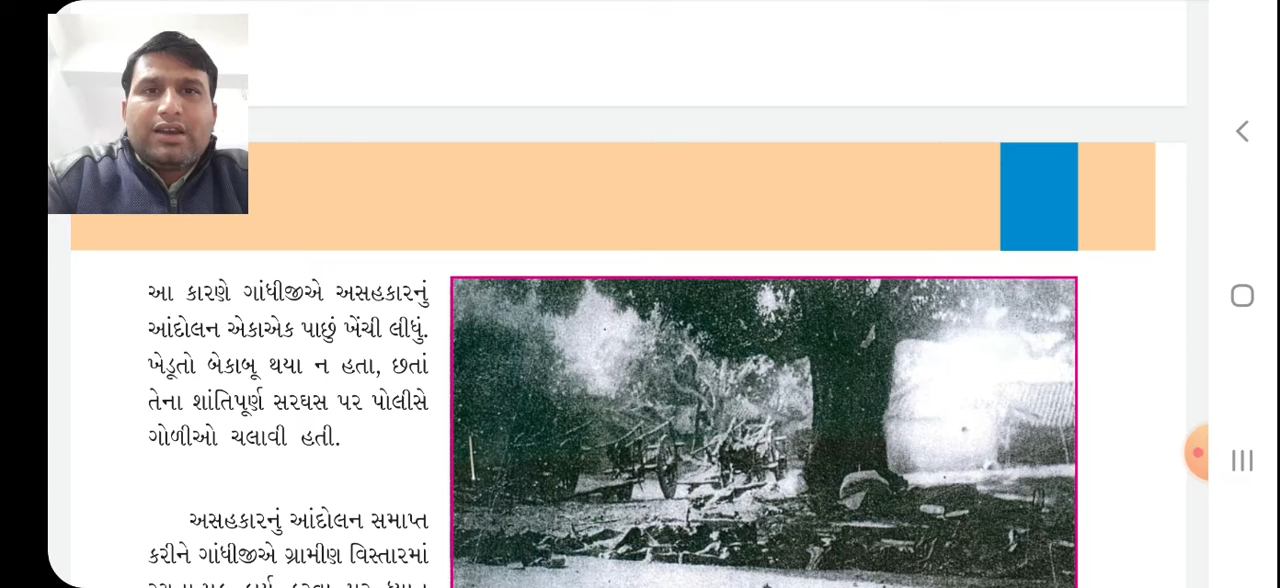 આ કારણે ગાંધીજીએ અસહકારનું
આંદોલન એકાએક પાછું ખેંચી લીધું.
ખેડૂતો બેકાબૂ થયા ન હતા, છતાં
તેના શાંતિપૂર્ણ સરઘસ પર પોલીસે
ગોળીઓ ચલાવી હતી.
અસહકારનું આંદોલન સમાપ્ત
કરીને ગાંધીજીએ ગ્રામીણ વિસ્તારમાં